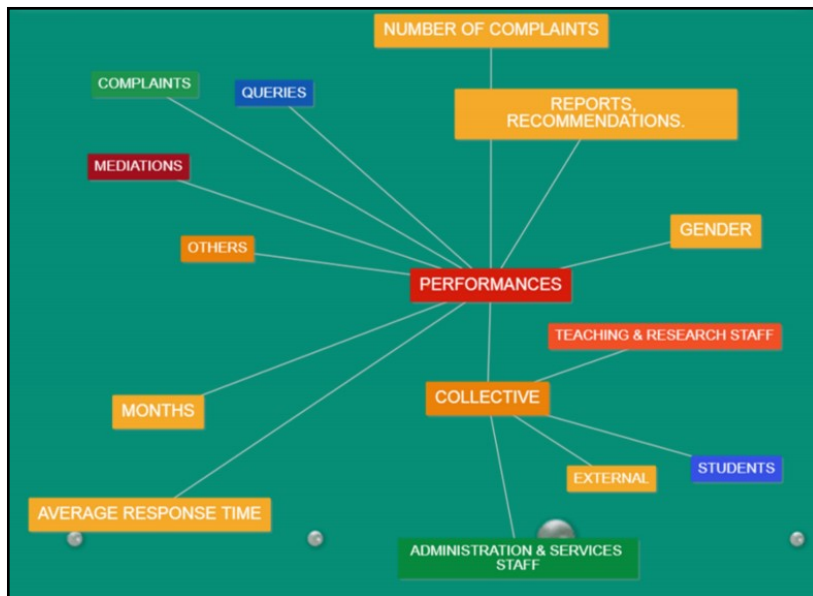 NUMBER OF COMPLAINTS
COMPLAINTS
QUERIES
REPORTS,
RECOMMENDATIONS.
MEDIATIONS
GENDER
OTHERS
PERFORMANCES
TEACHING & RESEARCH STAFF
COLLECTIVE
MONTHS
STUDENTS
EXTERNAL
AVERAGE RESPONSE TIME
ADMINISTRATION & SERVICES
STAFF